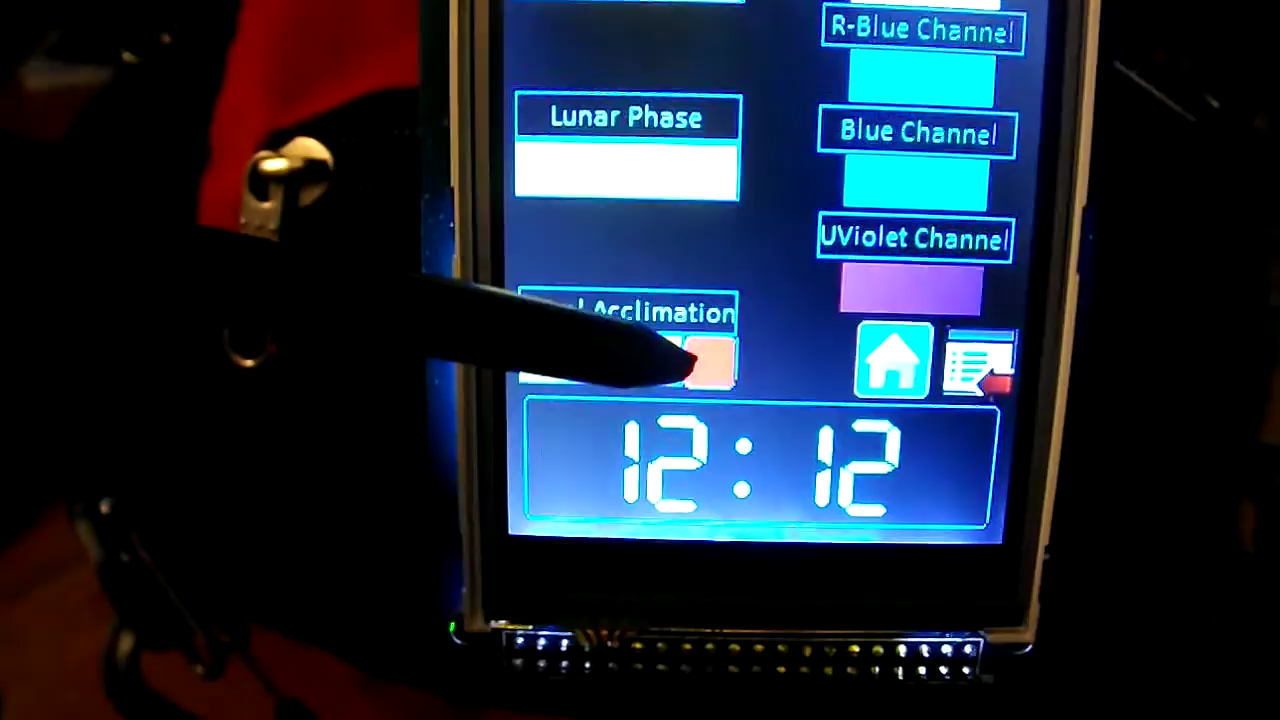 R-Blue Channel
Lunar Phase
Blue Channel
UViolet Channel
Acclimation
12:12